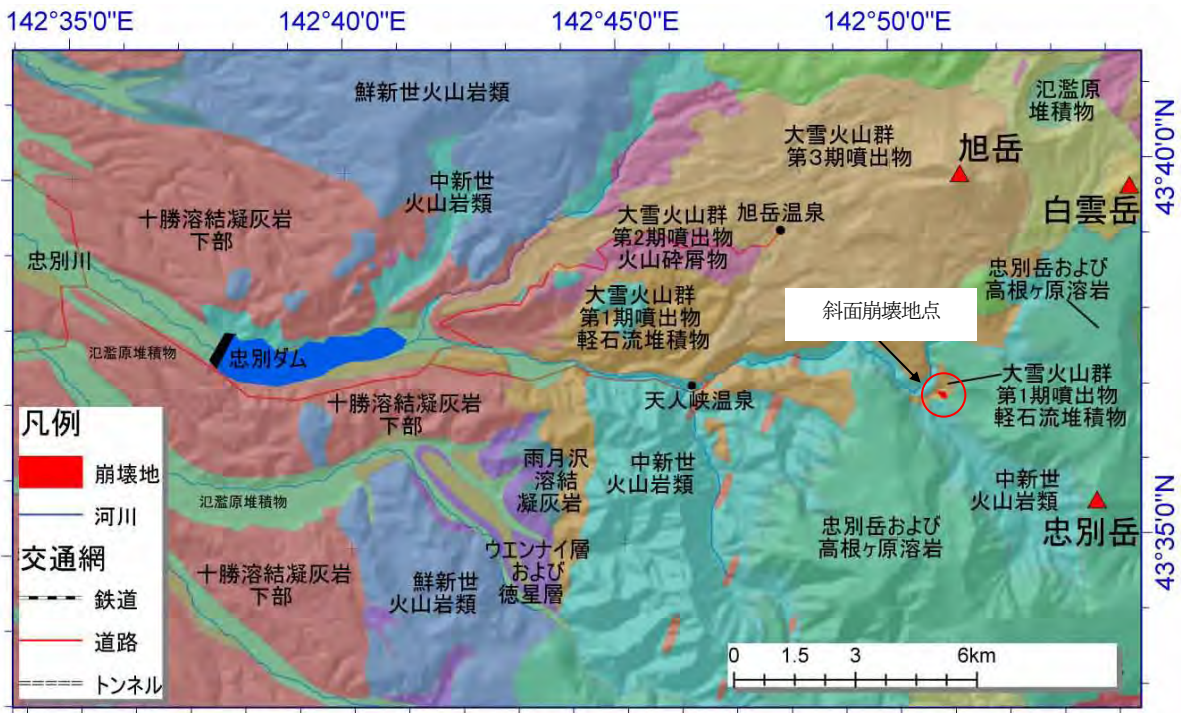 142°35'0"E
142°40'0"E
142°45'0"E
142°50'0"E
43°40'0"N
43°35'0"N
鮮新世火山岩類
氾濫原
堆積物
大雪火山群
第3期噴出物
旭岳
白雲岳
中新世
火山岩類
十勝溶結凝灰岩
下部
大雪火山群
第2期噴出物
火山砕屑物
旭岳温泉
忠別川
忠別岳および
高根ヶ原溶岩
大雪火山群
第1期噴出物
軽石流堆積物
斜面崩壊地点
氾濫原堆積物
忠別ダム
天人峡温泉
大雪火山群
第1期噴出物
軽石流堆積物
十勝溶結凝灰岩
下部
雨月沢
溶結
凝灰岩
中新世
火山岩類
中新世
火山岩類
忠別岳
氾濫原堆積物
忠別岳および
高根ヶ原溶岩
ウエンナイ層
および
徳星層
十勝溶結凝灰岩
下部
鮮新世
火山岩類
凡例
崩壊地
河川
交通網
鉄道
道路
トンネル
0 1.5 3 6km